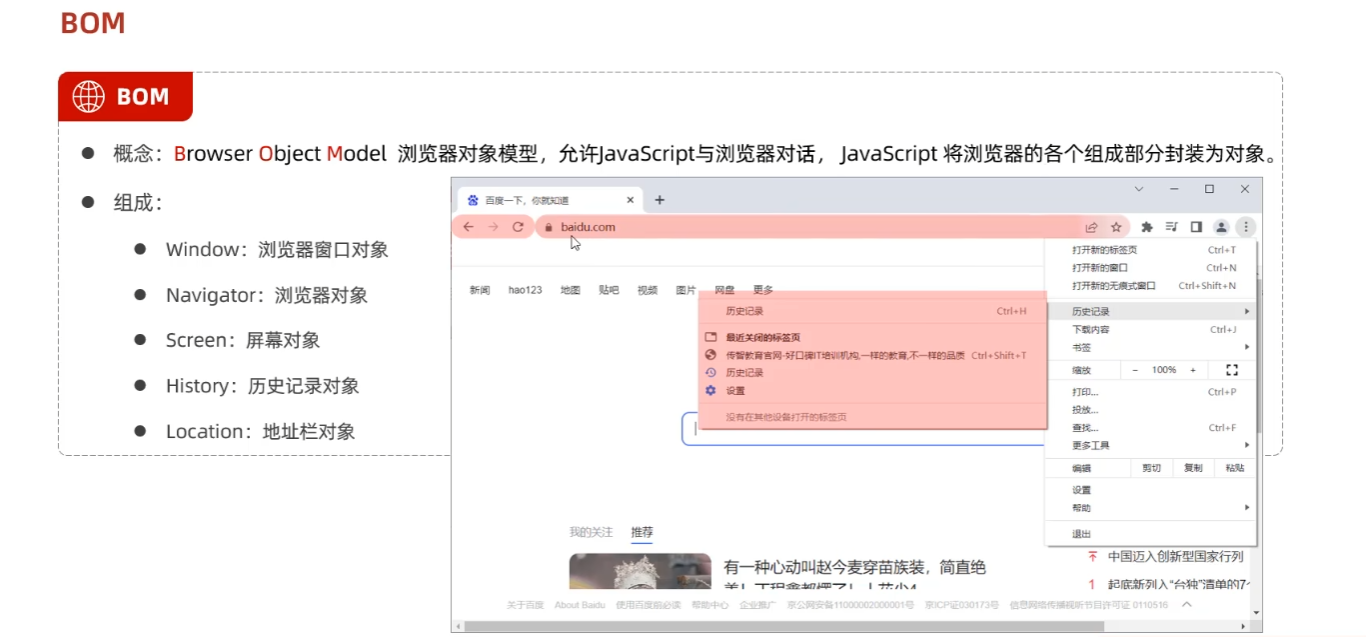 BOM
BOM
概念：Browser Object Model 浏览器对象模型，允许JavaScript与浏览器对话， JavaScript 将浏览器的各个组成部分封装为对象。
组成：
Window：浏览器窗口对象
Navigator：浏览器对象
Screen：屏幕对象
History：历史记录对象
Location：地址栏对象
百度一下，你就知道
baidu.com
新闻 hao123 地图 贴吧 视频 图片 网盘 更多
历史记录 Ctrl+H
最近关闭的标签页
传智教育官网-好口碑IT培训机构,一样的教育,不一样的品质 Ctrl+Shift+T
历史记录
设置
没有在其他设备打开的标签页
打开新的标签页 Ctrl+T
打开新的窗口 Ctrl+N
打开新的无痕式窗口 Ctrl+Shift+N
历史记录
下载内容 Ctrl+J
书签
缩放 - 100% +
打印... Ctrl+P
投放...
查找... Ctrl+F
更多工具
编辑 剪切 复制 粘贴
设置
帮助
退出
我的关注 推荐
有一种心动叫赵今麦穿苗族装，简直绝
中国迈入创新型国家行列
1 起底新列入“台独”清单的
关于百度 About Baidu 使用百度前必读 帮助中心 企业推广 京公网安备11000002000001号 京ICP证030173号 信息网络传播视听节目许可证 0110516